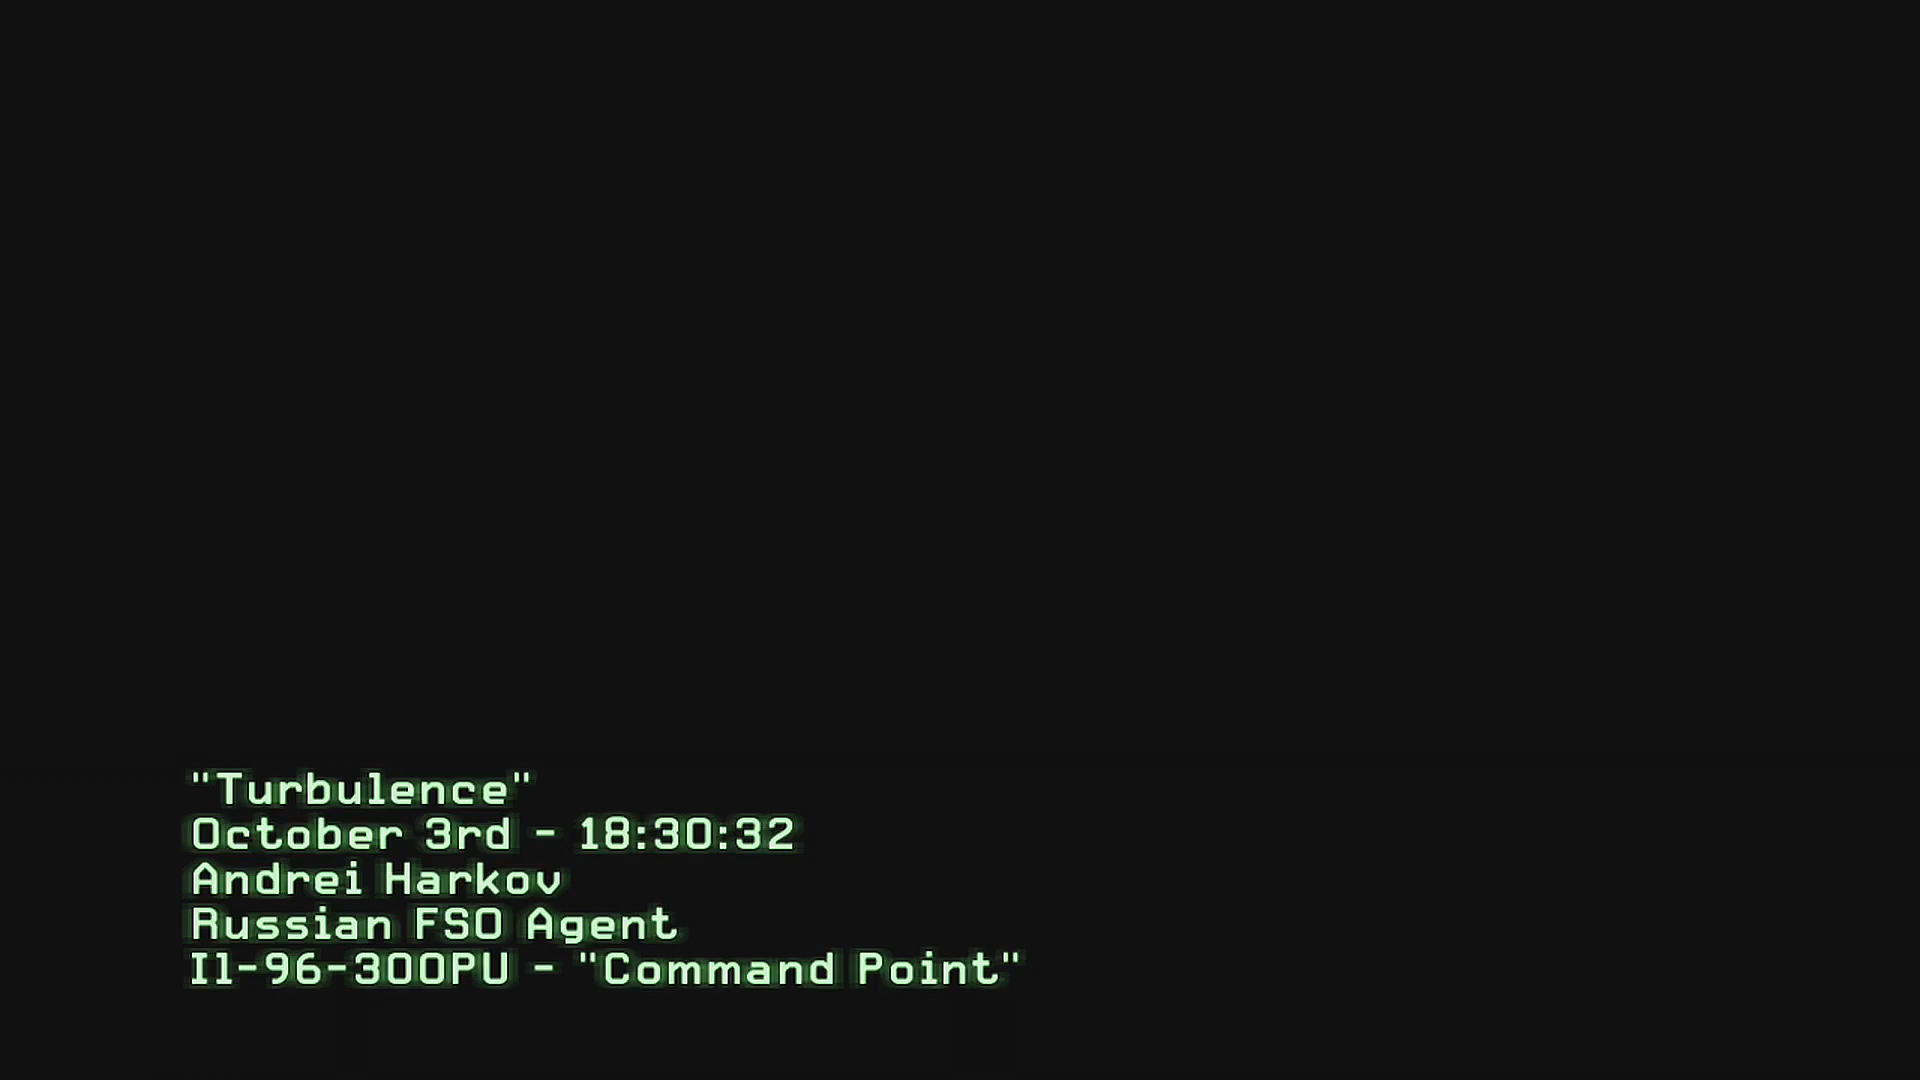 "Turbulence"
October 3rd - 18:30:32
Andrei Harkov
Russian FSO Agent
Il-96-300PU - "Command Point"